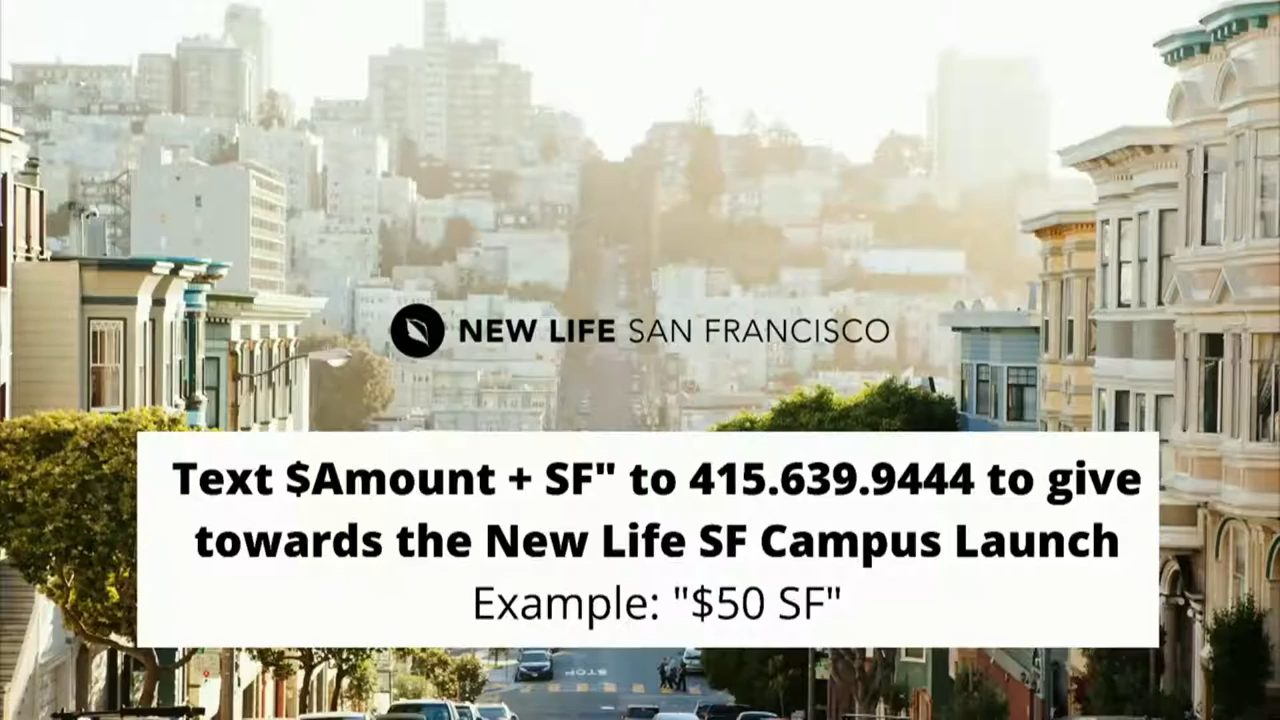 NEW LIFE SAN FRANCISCO
Text $Amount + SF" to 415.639.9444 to give
towards the New Life SF Campus Launch
Example: "$50 SF"
STOP